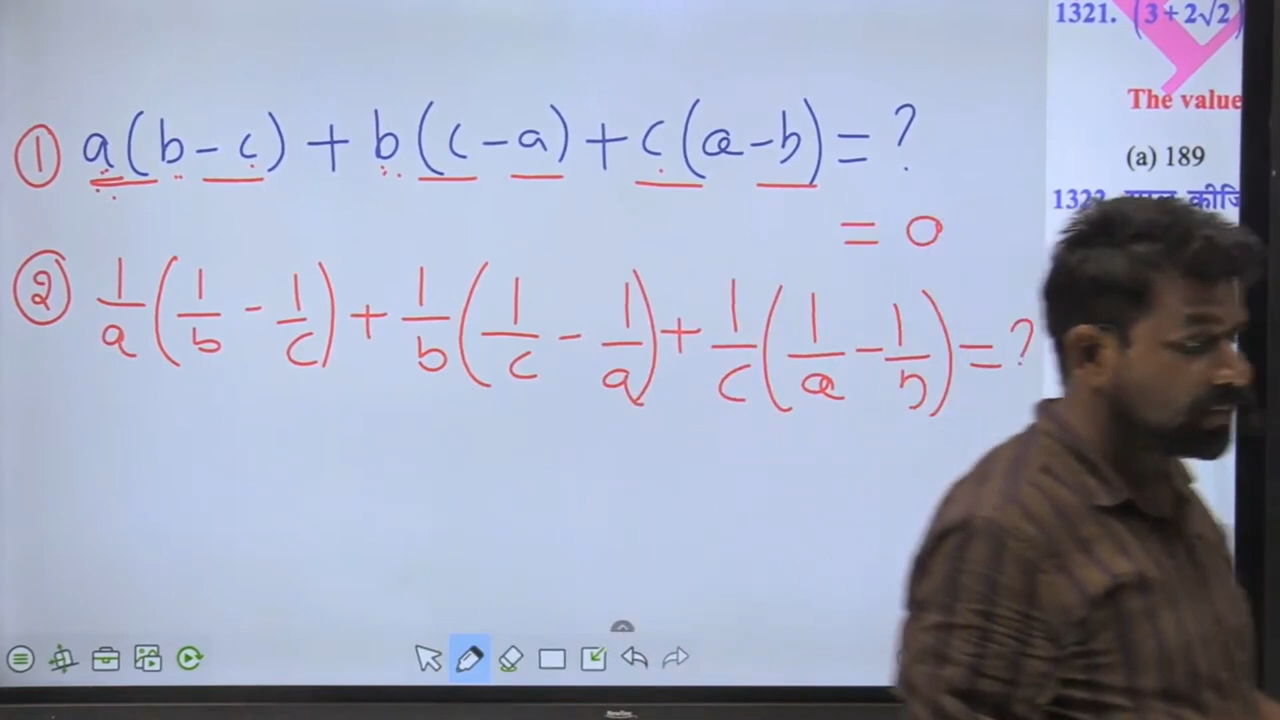 ① a(b-c) + b(c-a) + c(a-b) = ?
= 0
② 1/a(1/b - 1/c) + 1/b(1/c - 1/a) + 1/c(1/a - 1/b) = ?
1321. (3+2√2)
The value
(a) 189
1322.